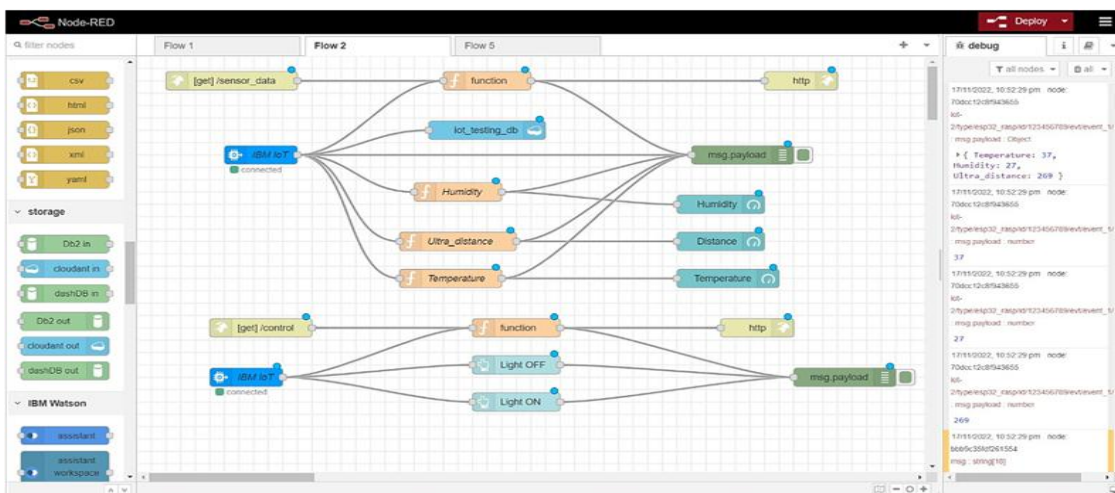 Node-RED
Deploy
filter nodes
Flow 1
Flow 2
Flow 5
debug
i
all nodes
all
csv
html
json
xml
yaml
storage
Db2 in
cloudant in
dashDB in
Db2 out
cloudant out
dashDB out
IBM Watson
assistant
assistant
workspace
[get] /sensor_data
function
http
Iot_testing_db
IBM IoT
connected
msg.payload
Humidity
Humidity
Ultra_distance
Distance
Temperature
Temperature
[get] /control
function
http
Light OFF
IBM IoT
connected
msg.payload
Light ON
17/11/2022, 10:52:29 pm node:
msg.payload : Object
{ Temperature: 37,
Humidity: 27,
Ultra_distance: 269 }
17/11/2022, 10:52:29 pm node:
msg.payload : number
37
17/11/2022, 10:52:29 pm node:
msg.payload : number
27
17/11/2022, 10:52:29 pm node:
msg.payload : number
269
17/11/2022, 10:52:29 pm node:
msg : string[10]